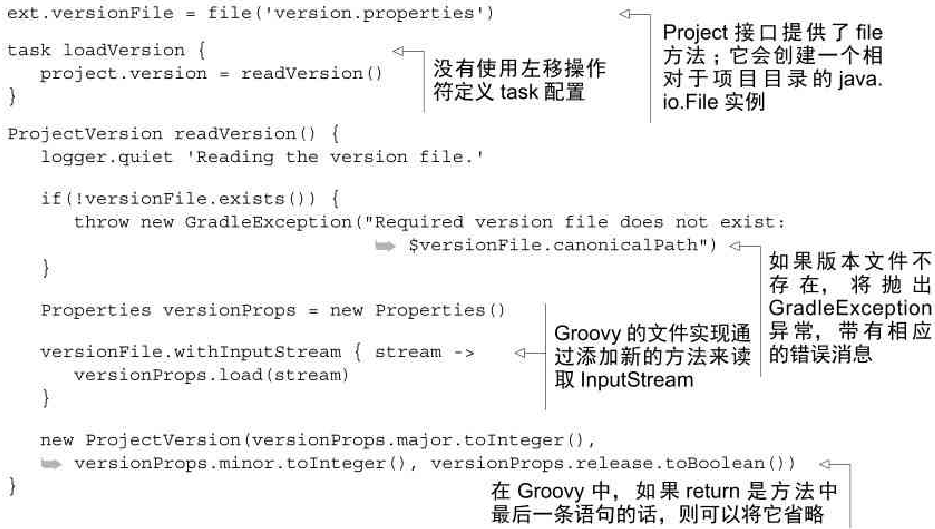 ext.versionFile = file('version.properties')
Project 接口提供了 file
方法；它会创建一个相
对于项目目录的 java.
io.File 实例
task loadVersion {
project.version = readVersion()
}
没有使用左移操作
符定义 task 配置
ProjectVersion readVersion() {
logger.quiet 'Reading the version file.'
if(!versionFile.exists()) {
throw new GradleException("Required version file does not exist:
$versionFile.canonicalPath")
}
如果版本文件不
存在，将抛出
GradleException
异常，带有相应
的错误消息
Properties versionProps = new Properties()
versionFile.withInputStream { stream ->
versionProps.load(stream)
}
Groovy 的文件实现通
过添加新的方法来读
取 InputStream
new ProjectVersion(versionProps.major.toInteger(),
versionProps.minor.toInteger(), versionProps.release.toBoolean())
}
在 Groovy 中，如果 return 是方法中
最后一条语句的话，则可以将它省略